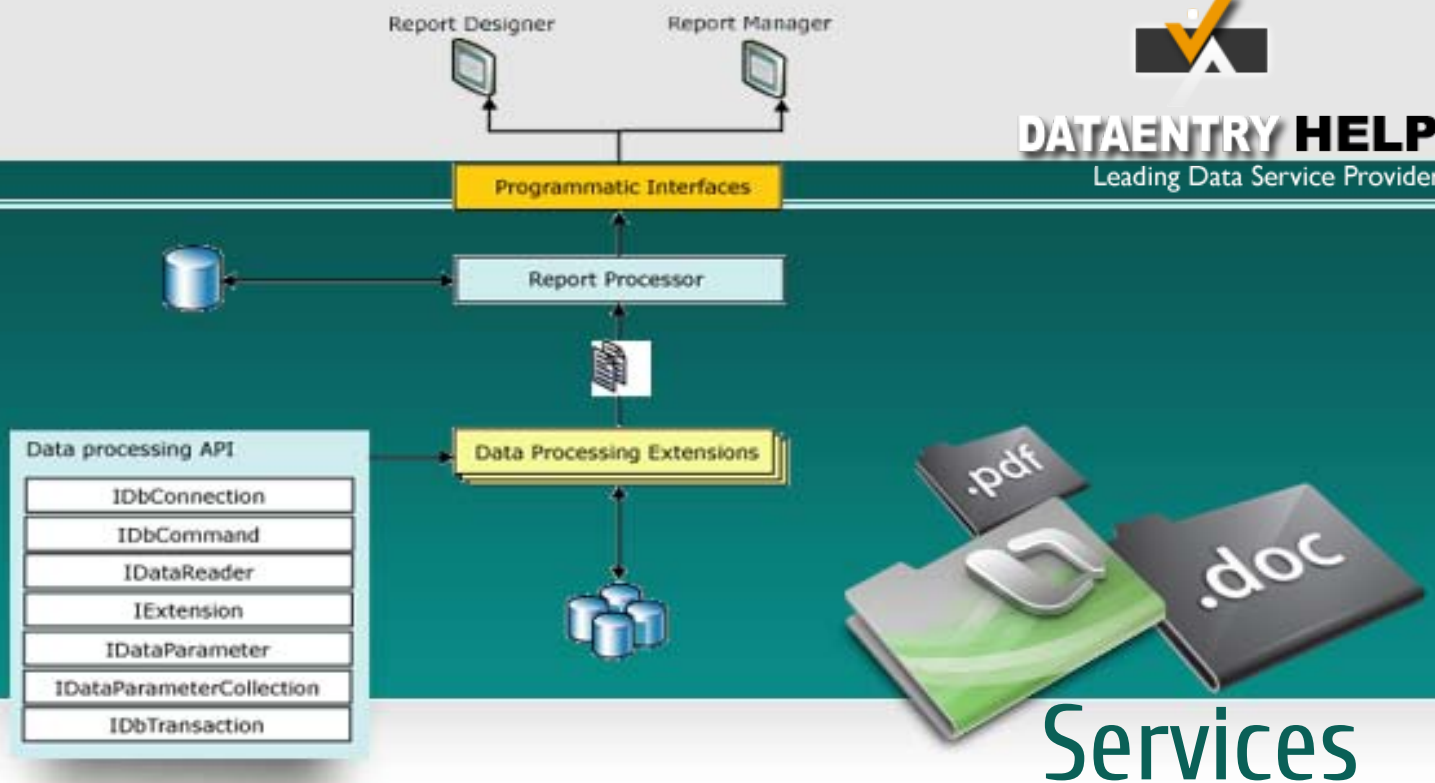 Report Designer
Report Manager
DATAENTRY HELP
Leading Data Service Provider
Programmatic Interfaces
Report Processor
Data processing API
IDbConnection
IDbCommand
IDataReader
IExtension
IDataParameter
IDataParameterCollection
IDbTransaction
Data Processing Extensions
.pdf
.doc
Services